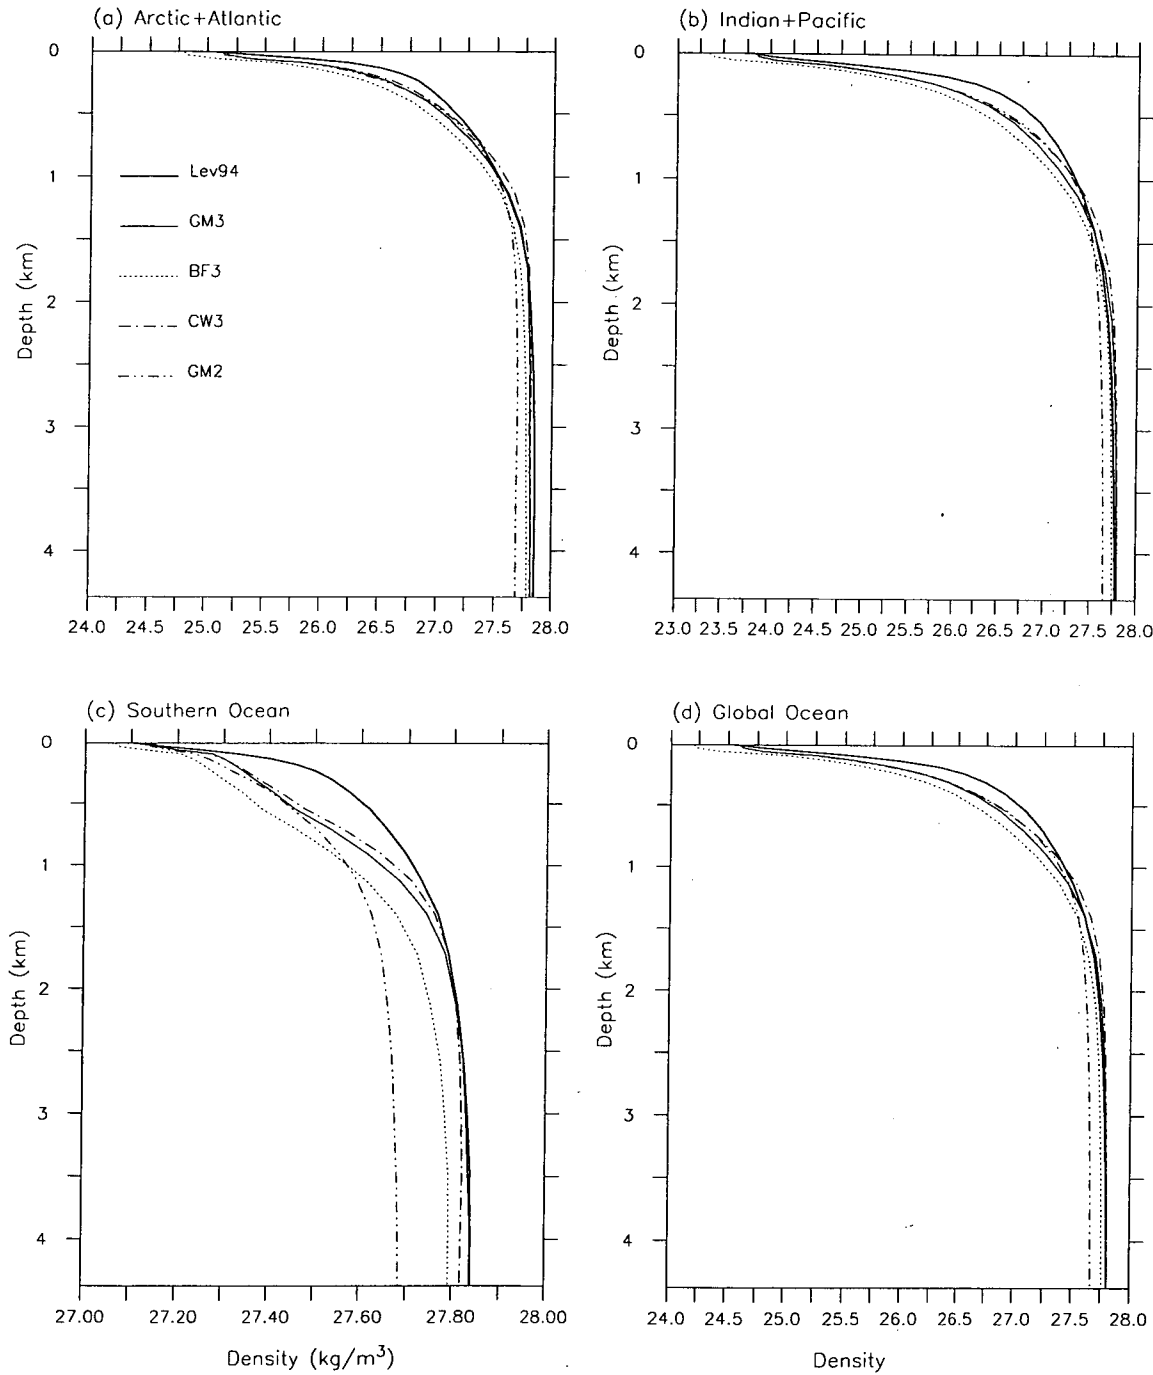 (a) Arctic+Atlantic
0
1
2
3
4
Depth (km)
Lev94
GM3
BF3
CW3
GM2
24.0 24.5 25.0 25.5 26.0 26.5 27.0 27.5 28.0
(b) Indian+Pacific
0
1
2
3
4
Depth (km)
23.0 23.5 24.0 24.5 25.0 25.5 26.0 26.5 27.0 27.5 28.0
(c) Southern Ocean
0
1
2
3
4
Depth (km)
27.00 27.20 27.40 27.60 27.80 28.00
Density (kg/m³)
(d) Global Ocean
0
1
2
3
4
Depth (km)
24.0 24.5 25.0 25.5 26.0 26.5 27.0 27.5 28.0
Density